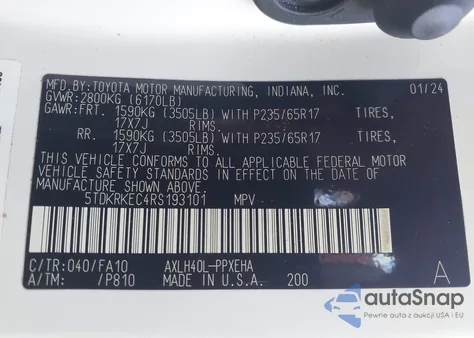 MFD.BY:TOYOTA MOTOR MANUFACTURING, INDIANA, INC. 01/24
GVWR:2800KG (6170LB)
GAWR:FRT. 1590KG (3505LB) WITH P235/65R17 TIRES,
17X7J RIMS.
RR. 1590KG (3505LB) WITH P235/65R17 TIRES,
17X7J RIMS.
THIS VEHICLE CONFORMS TO ALL APPLICABLE FEDERAL MOTOR
VEHICLE SAFETY STANDARDS IN EFFECT ON THE DATE OF
MANUFACTURE SHOWN ABOVE.
5TDKRKEC4RS193101 MPV
C/TR:040/FA10 AXLH40L-PPXEHA
A/TM: /P810 MADE IN U.S.A. 200 A
autoSnap
Pewne auta z aukcji USA i EU